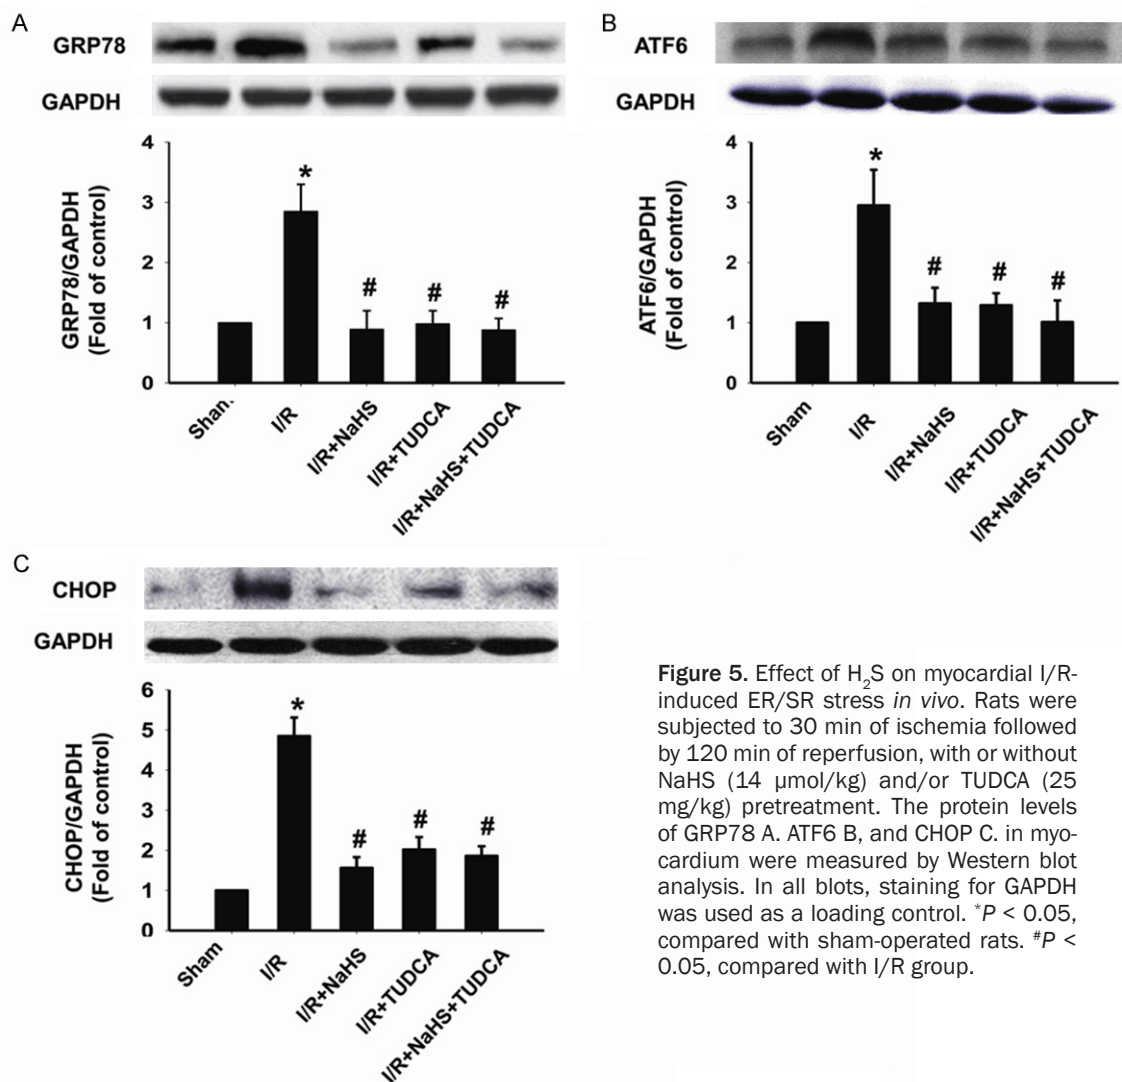 A
GRP78
GAPDH
GRP78/GAPDH
(Fold of control)
4
3
2
1
0
*
#
#
#
Sham
I/R
I/R+NaHS
I/R+TUDCA
I/R+NaHS+TUDCA
B
ATF6
GAPDH
ATF6/GAPDH
(Fold of control)
4
3
2
1
0
*
#
#
#
Sham
I/R
I/R+NaHS
I/R+TUDCA
I/R+NaHS+TUDCA
C
CHOP
GAPDH
CHOP/GAPDH
(Fold of control)
6
5
4
3
2
1
0
*
#
#
#
Sham
I/R
I/R+NaHS
I/R+TUDCA
I/R+NaHS+TUDCA
Figure 5. Effect of H₂S on myocardial I/R-
induced ER/SR stress in vivo. Rats were
subjected to 30 min of ischemia followed
by 120 min of reperfusion, with or without
NaHS (14 µmol/kg) and/or TUDCA (25
mg/kg) pretreatment. The protein levels
of GRP78 A. ATF6 B, and CHOP C. in myo-
cardium were measured by Western blot
analysis. In all blots, staining for GAPDH
was used as a loading control. *P < 0.05,
compared with sham-operated rats. #P <
0.05, compared with I/R group.